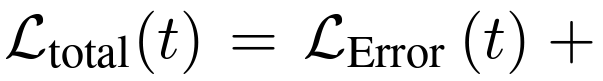 ℒ_total(t) = ℒ_Error (t) +